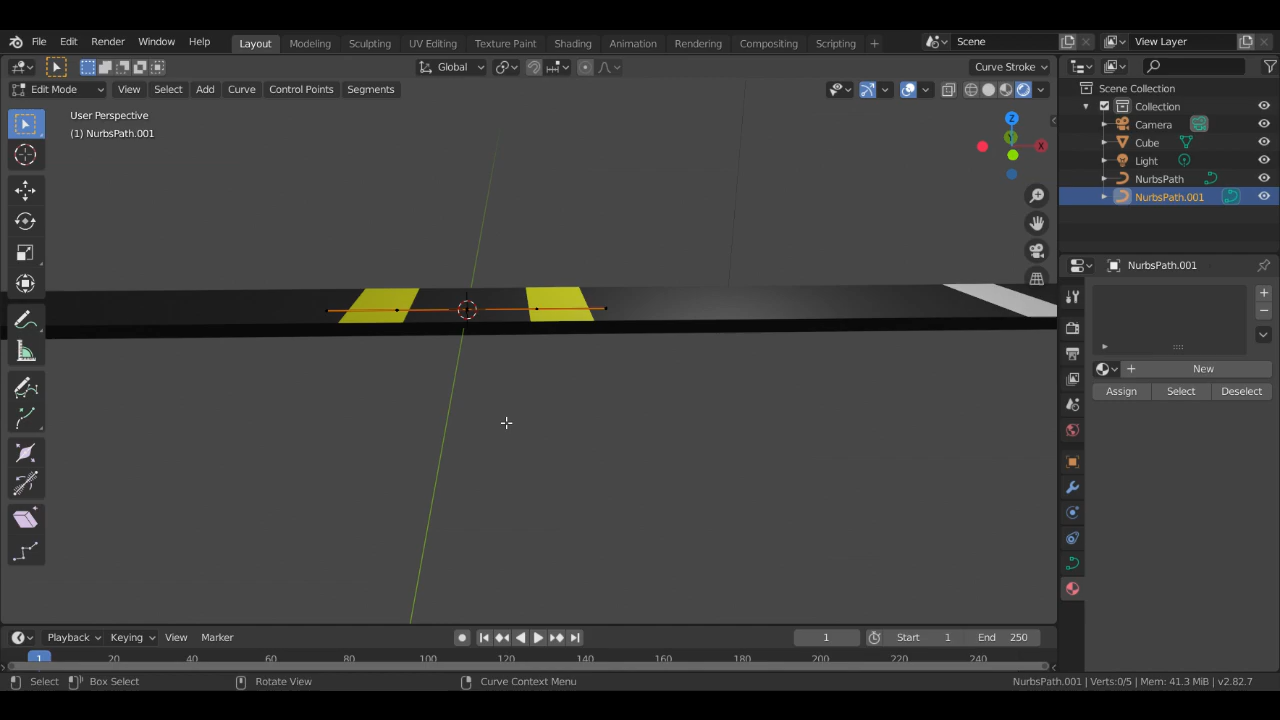 File Edit Render Window Help Layout Modeling Sculpting UV Editing Texture Paint Shading Animation Rendering Compositing Scripting + Scene View Layer
Global Curve Stroke
Edit Mode View Select Add Curve Control Points Segments
Scene Collection
Collection
Camera
Cube
Light
NurbsPath
NurbsPath.001
User Perspective
(1) NurbsPath.001
Z
Y
X
NurbsPath.001
New
Assign Select Deselect
Playback Keying View Marker 1 Start 1 End 250
1 20 40 60 80 100 120 140 160 180 200 220 240
Select Box Select Rotate View Curve Context Menu NurbsPath.001 | Verts:0/5 | Mem: 41.3 MiB | v2.82.7